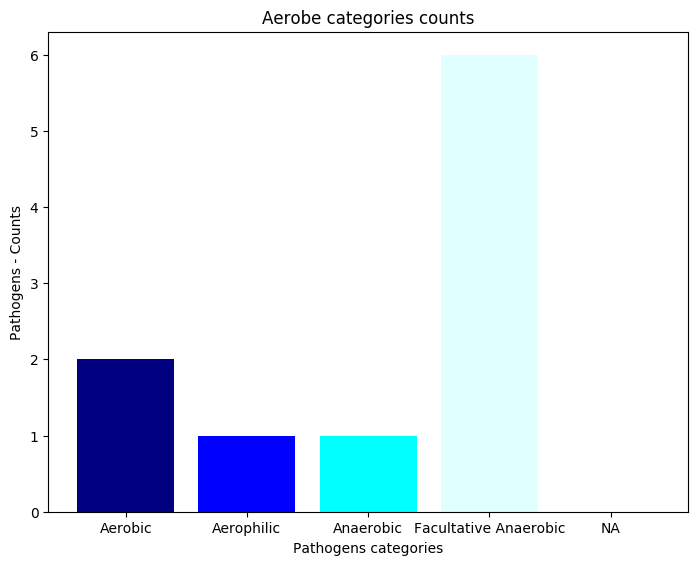 Aerobe categories counts
6
5
4
3
2
1
0
Pathogens - Counts
Aerobic
Aerophilic
Anaerobic
Facultative Anaerobic
NA
Pathogens categories